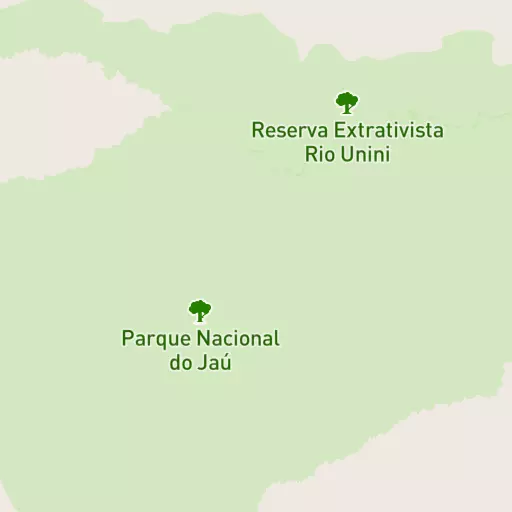 Reserva Extrativista
Rio Unini
Parque Nacional
do Jaú